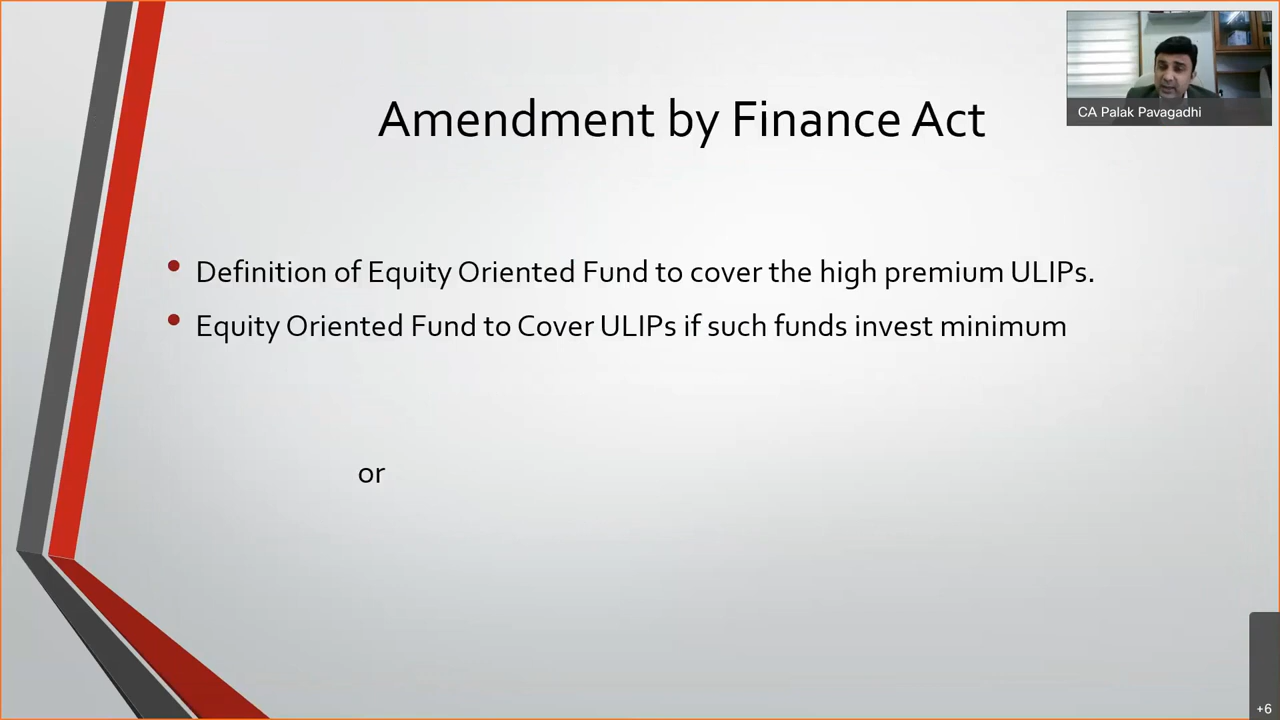 Amendment by Finance Act
CA Palak Pavagadhi
• Definition of Equity Oriented Fund to cover the high premium ULIPs.
• Equity Oriented Fund to Cover ULIPs if such funds invest minimum
or
+6